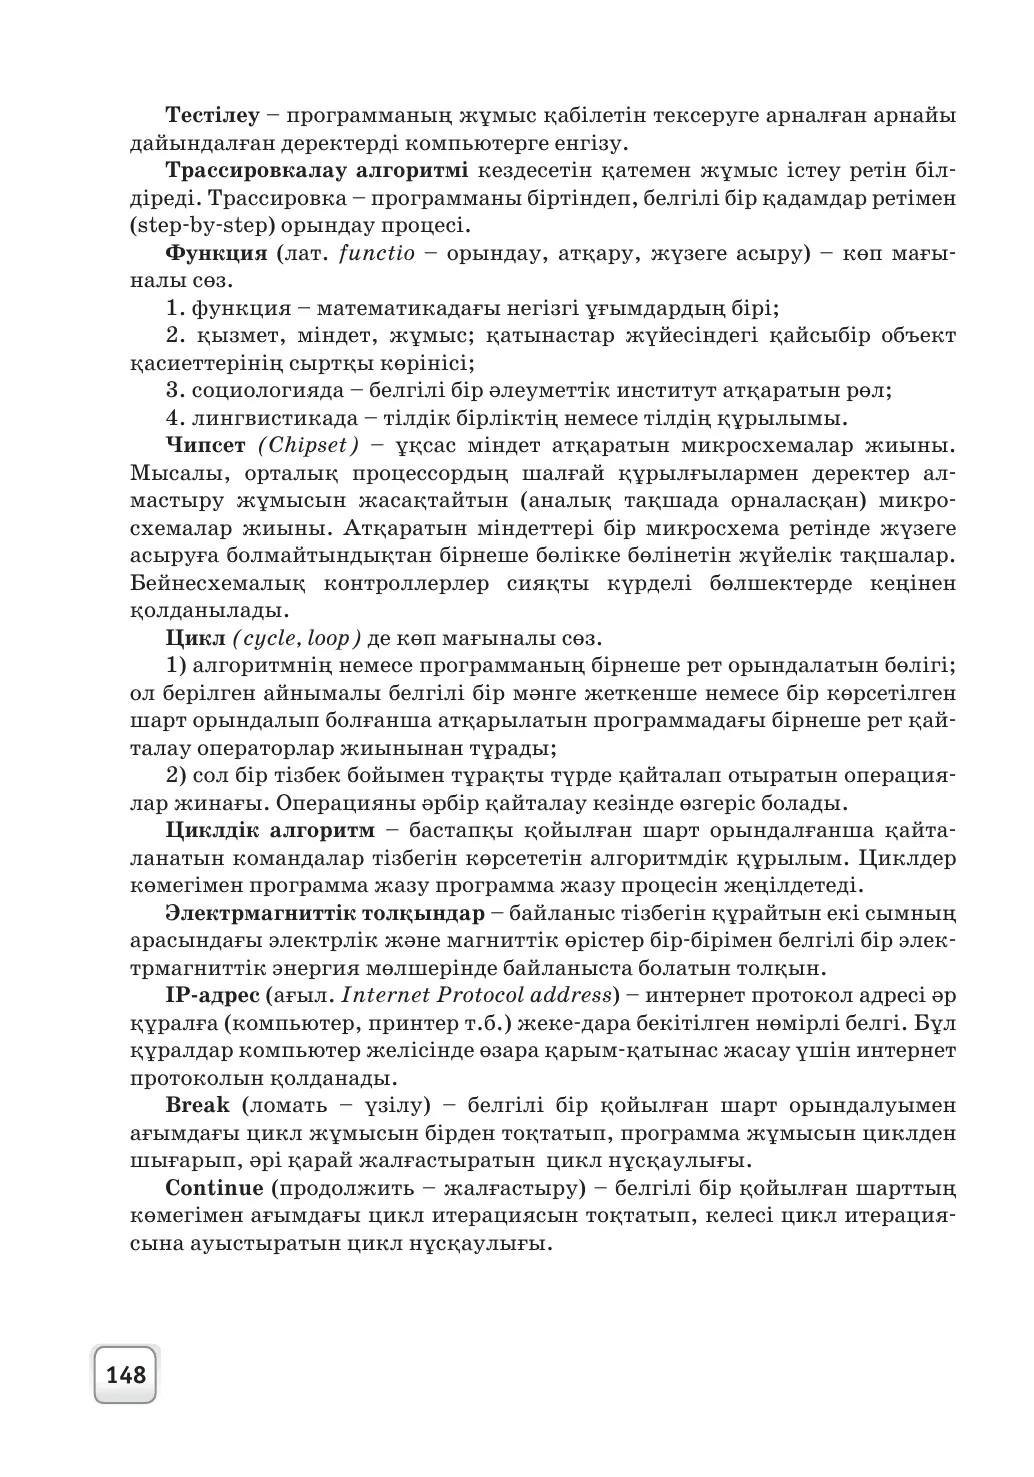 Тестілеу – программаның жұмыс қабілетін тексеруге арналған арнайы
дайындалған деректерді компьютерге енгізу.
Трассировкалау алгоритмі кездесетін қатемен жұмыс істеу ретін біл-
діреді. Трассировка – программаны біртіндеп, белгілі бір қадамдар ретімен
(step-by-step) орындау процесі.
Функция (лат. functio – орындау, атқару, жүзеге асыру) – көп мағы-
налы сөз.
1. функция – математикадағы негізгі ұғымдардың бірі;
2. қызмет, міндет, жұмыс; қатынастар жүйесіндегі қайсыбір объект
қасиеттерінің сыртқы көрінісі;
3. социологияда – белгілі бір әлеуметтік институт атқаратын рөл;
4. лингвистикада – тілдік бірліктің немесе тілдің құрылымы.
Чипсет (Chipset) – ұқсас міндет атқаратын микросхемалар жиыны.
Мысалы, орталық процессордың шалғай құрылғылармен деректер ал-
мастыру жұмысын жасақтайтын (аналық тақшада орналасқан) микро-
схемалар жиыны. Атқаратын міндеттері бір микросхема ретінде жүзеге
асыруға болмайтындықтан бірнеше бөлікке бөлінетін жүйелік тақшалар.
Бейнесхемалық контроллерлер сияқты күрделі бөлшектерде кеңінен
қолданылады.
Цикл (cycle, loop) де көп мағыналы сөз.
1) алгоритмнің немесе программаның бірнеше рет орындалатын бөлігі;
ол берілген айнымалы белгілі бір мәнге жеткенше немесе бір көрсетілген
шарт орындалып болғанша атқарылатын программадағы бірнеше рет қай-
талау операторлар жиынынан тұрады;
2) сол бір тізбек бойымен тұрақты түрде қайталап отыратын операция-
лар жинағы. Операцияны әрбір қайталау кезінде өзгеріс болады.
Циклдік алгоритм – бастапқы қойылған шарт орындалғанша қайта-
ланатын командалар тізбегін көрсететін алгоритмдік құрылым. Циклдер
көмегімен программа жазу программа жазу процесін жеңілдетеді.
Электрмагниттік толқындар – байланыс тізбегін құрайтын екі сымның
арасындағы электрлік және магниттік өрістер бір-бірімен белгілі бір элек-
трмагниттік энергия мөлшерінде байланыста болатын толқын.
IP-адрес (ағыл. Internet Protocol address) – интернет протокол адресі әр
құралға (компьютер, принтер т.б.) жеке-дара бекітілген нөмірлі белгі. Бұл
құралдар компьютер желісінде өзара қарым-қатынас жасау үшін интернет
протоколын қолданады.
Break (ломать – үзілу) – белгілі бір қойылған шарт орындалуымен
ағымдағы цикл жұмысын бірден тоқтатып, программа жұмысын циклден
шығарып, әрі қарай жалғастыратын цикл нұсқаулығы.
Continue (продолжить – жалғастыру) – белгілі бір қойылған шарттың
көмегімен ағымдағы цикл итерациясын тоқтатып, келесі цикл итерация-
сына ауыстыратын цикл нұсқаулығы.
148